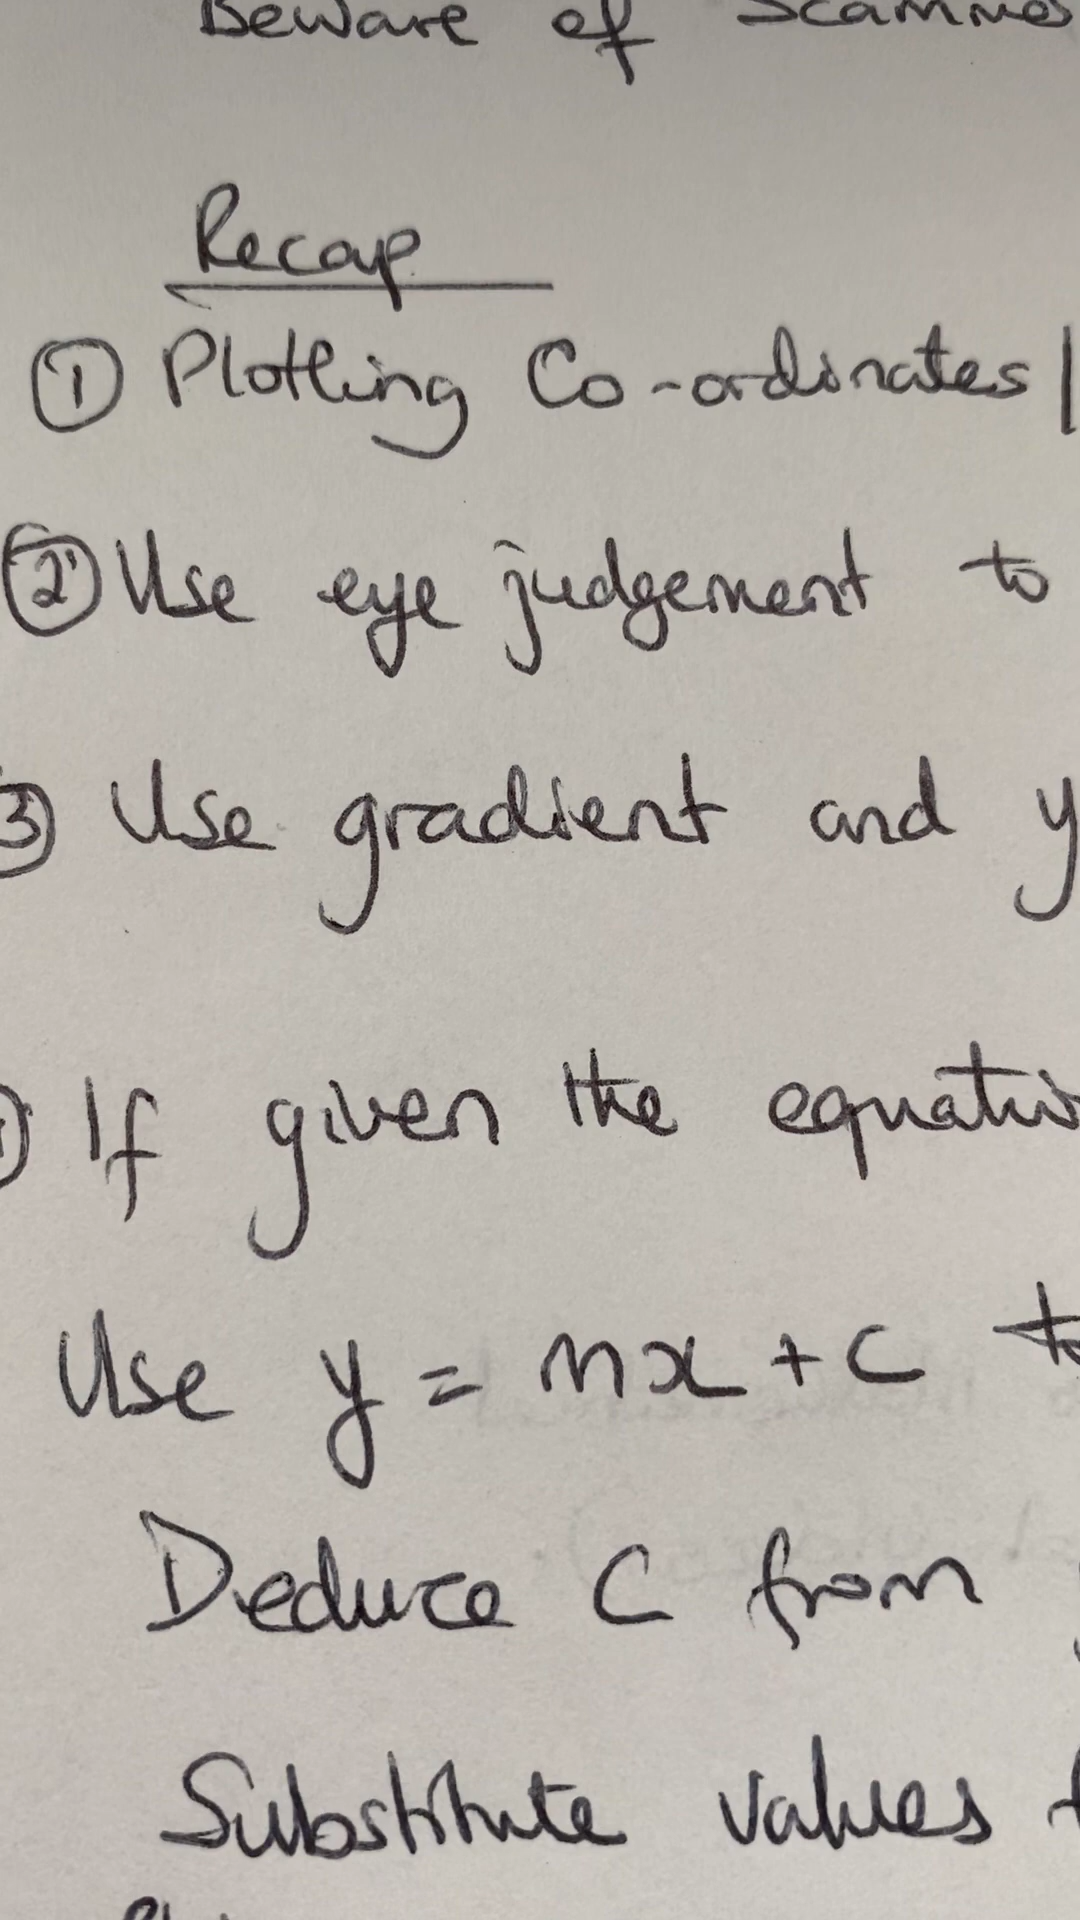 Beware of
Recap
① Plotting Co-ordinates
② Use eye judgement to
③ Use gradient and y
If given the
Use y = mx + c
Deduce C from
Substitute values